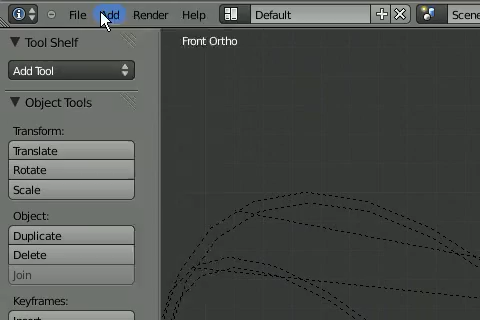 File Add Render Help Default Scene
Tool Shelf
Front Ortho
Add Tool
Object Tools
Transform:
Translate
Rotate
Scale
Object:
Duplicate
Delete
Join
Keyframes: